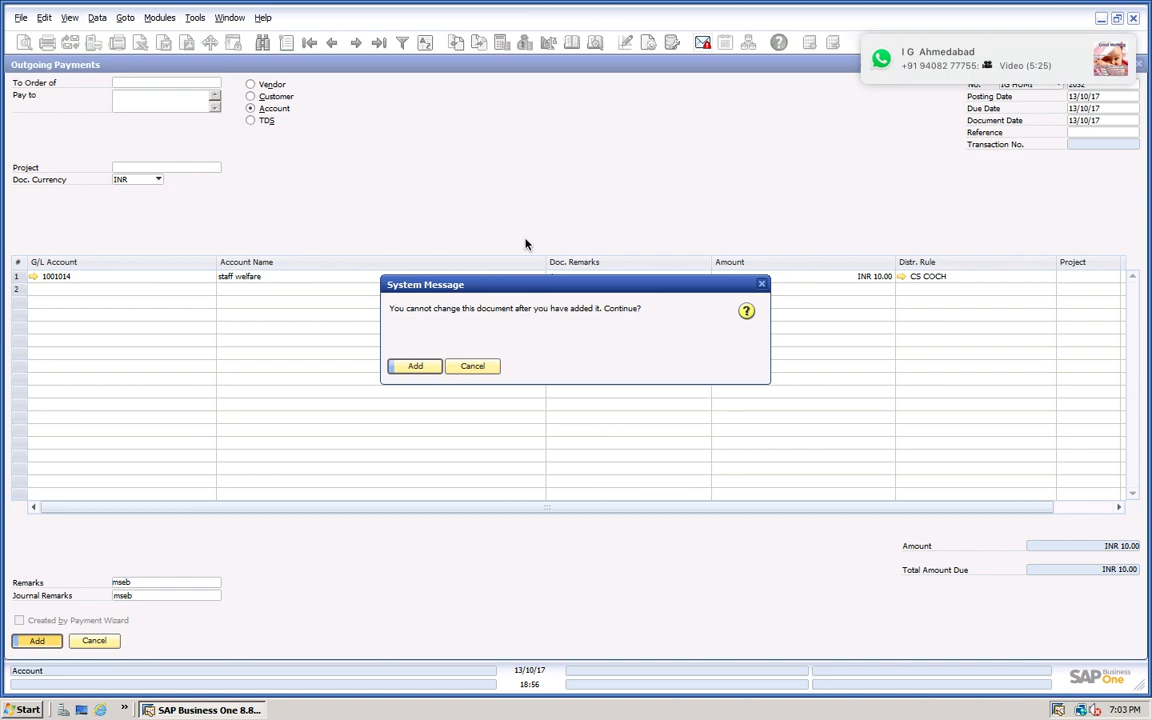 File Edit View Data Goto Modules Tools Window Help
Outgoing Payments
I G Ahmedabad
+91 94082 77755: Video (5:25)
To Order of
Pay to
Vendor
Customer
Account
TDS
Posting Date 13/10/17
Due Date 13/10/17
Document Date 13/10/17
Reference
Transaction No.
Project
Doc. Currency INR
# G/L Account Account Name Doc. Remarks Amount Distr. Rule Project
1 1001014 staff welfare INR 10.00 CS COCH
2
System Message
You cannot change this document after you have added it. Continue?
Add Cancel
Amount INR 10.00
Total Amount Due INR 10.00
Remarks mseb
Journal Remarks mseb
Created by Payment Wizard
Add Cancel
Account 13/10/17
18:56
SAP Business One
Start SAP Business One 8.8... 7:03 PM